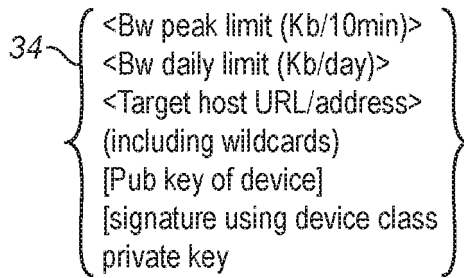 34
<Bw peak limit (Kb/10min)>
<Bw daily limit (Kb/day)>
<Target host URL/address>
(including wildcards)
[Pub key of device]
[signature using device class
private key